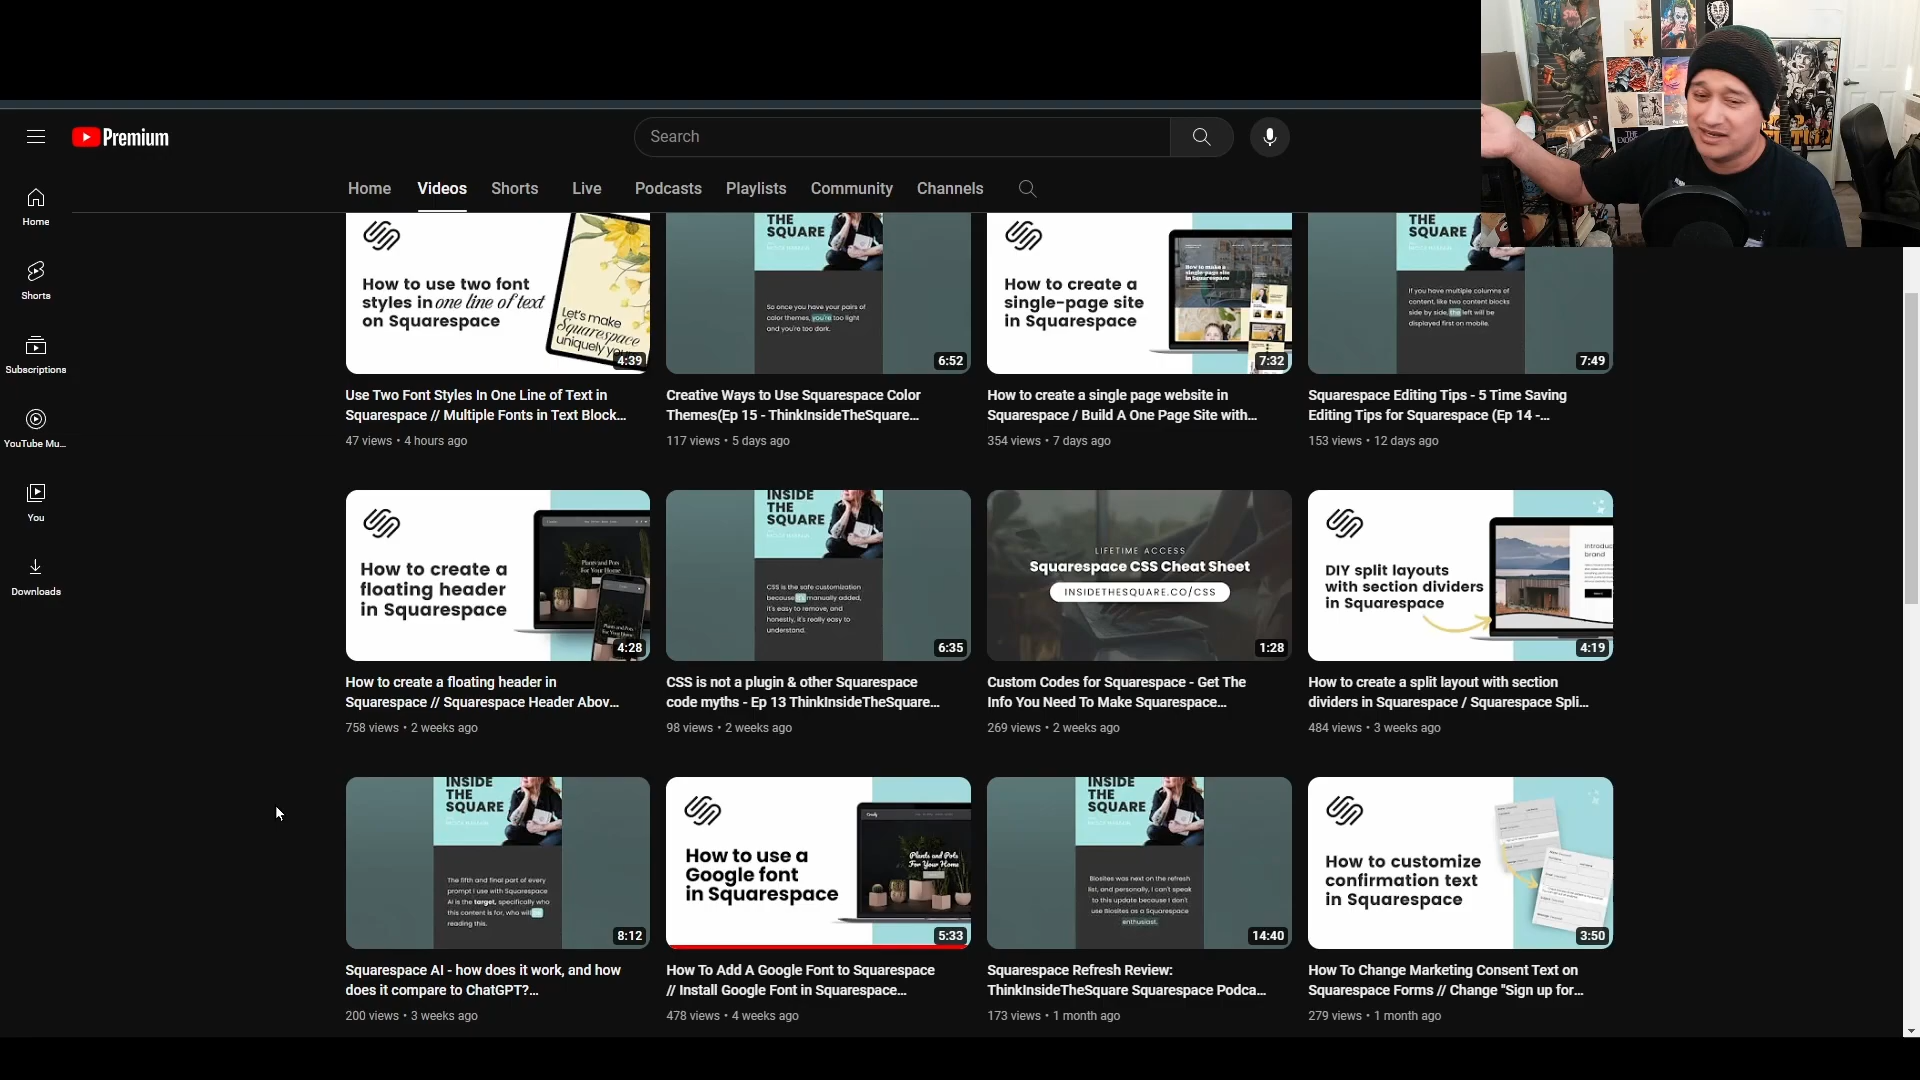 Premium
Search
Home
Videos
Shorts
Live
Podcasts
Playlists
Community
Channels
Home
Shorts
Subscriptions
YouTube Mu...
You
Downloads
How to use two font
styles in one line of text
on Squarespace
Let's make
Squarespace
uniquely you
4:39
THE
SQUARE
So once you have your pairs of
color themes, you're too light
and you're too dark.
6:52
How to create a
single-page site
in Squarespace
7:32
THE
SQUARE
If you have multiple columns of
content, like two content blocks
side by side, the left will be
displayed first on mobile.
7:49
Use Two Font Styles In One Line of Text in
Squarespace // Multiple Fonts in Text Block...
47 views • 4 hours ago
Creative Ways to Use Squarespace Color
Themes(Ep 15 - ThinkInsideTheSquare...
117 views • 5 days ago
How to create a single page website in
Squarespace / Build A One Page Site with...
354 views • 7 days ago
Squarespace Editing Tips - 5 Time Saving
Editing Tips for Squarespace (Ep 14 -...
153 views • 12 days ago
How to create a
floating header
in Squarespace
Plants and Pots
For Your Home
4:28
INSIDE
THE
SQUARE
CSS is the safe customization
because it's manually added,
it's easy to remove, and
honestly, it's really easy to
understand.
6:35
LIFETIME ACCESS
Squarespace CSS Cheat Sheet
INSIDETHESQUARE.CO/CSS
1:28
DIY split layouts
with section dividers
in Squarespace
4:19
How to create a floating header in
Squarespace // Squarespace Header Abov...
758 views • 2 weeks ago
CSS is not a plugin & other Squarespace
code myths - Ep 13 ThinkInsideTheSquare...
98 views • 2 weeks ago
Custom Codes for Squarespace - Get The
Info You Need To Make Squarespace...
269 views • 2 weeks ago
How to create a split layout with section
dividers in Squarespace / Squarespace Spli...
484 views • 3 weeks ago
INSIDE
THE
SQUARE
The fifth and final part of every
prompt I use with Squarespace
AI is the target, specifically who
this content is for, who will be
reading this.
8:12
How to use a
Google font
in Squarespace
Plants and Pots
For Your Home
5:33
INSIDE
THE
SQUARE
Biosites was next on the refresh
list, and personally, I can't speak
to this update because I don't
use Biosites as a Squarespace
enthusiast.
14:40
How to customize
confirmation text
in Squarespace
3:50
Squarespace AI - how does it work, and how
does it compare to ChatGPT?...
200 views • 3 weeks ago
How To Add A Google Font to Squarespace
// Install Google Font in Squarespace...
478 views • 4 weeks ago
Squarespace Refresh Review:
ThinkInsideTheSquare Squarespace Podca...
173 views • 1 month ago
How To Change Marketing Consent Text on
Squarespace Forms // Change "Sign up for...
279 views • 1 month ago